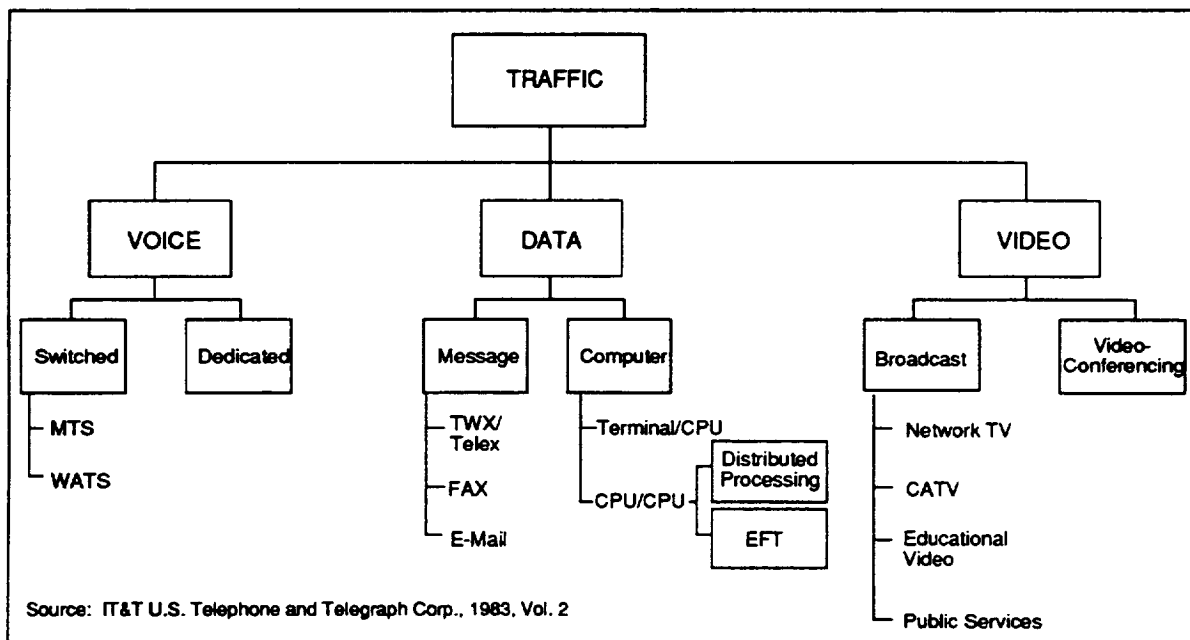 TRAFFIC
VOICE
DATA
VIDEO
Switched
Dedicated
Message
Computer
Broadcast
Video-
Conferencing
MTS
WATS
TWX/
Telex
FAX
E-Mail
Terminal/CPU
CPU/CPU
Distributed
Processing
EFT
Network TV
CATV
Educational
Video
Public Services
Source: IT&T U.S. Telephone and Telegraph Corp., 1983, Vol. 2